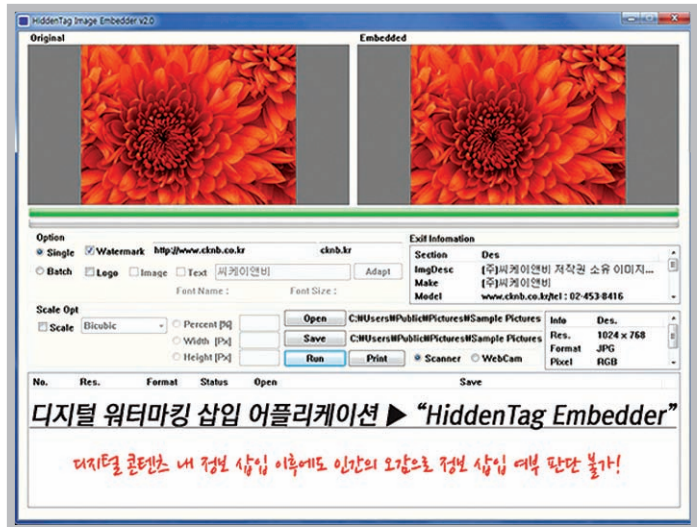 HiddenTag Image Embedder v2.0
Original Embedded
Option
Single Watermark http://www.cknb.co.kr cknb.kr
Batch Logo Image Text 씨케이앤비 Adapt
Font Name : Font Size :
Exif Infomation
Section Des
ImgDesc (주)씨케이앤비 저작권 소유 이미지...
Make (주)씨케이앤비
Model www.cknb.co.kr/tel : 02-453-8416
Scale Opt
Scale Bicubic
Percent [%]
Width [Px]
Height [Px]
Open C:₩Users₩Public₩Pictures₩Sample Pictures
Save C:₩Users₩Public₩Pictures₩Sample Pictures
Run Print Scanner WebCam
Info Des.
Res. 1024 x 768
Format JPG
Pixel RGB
No. Res. Format Status Open Save
디지털 워터마킹 삽입 어플리케이션 ▶ “HiddenTag Embedder”
디지털 콘텐츠 내 정보 삽입 이후에도 인간의 오감으로 정보 삽입 여부 판단 불가!